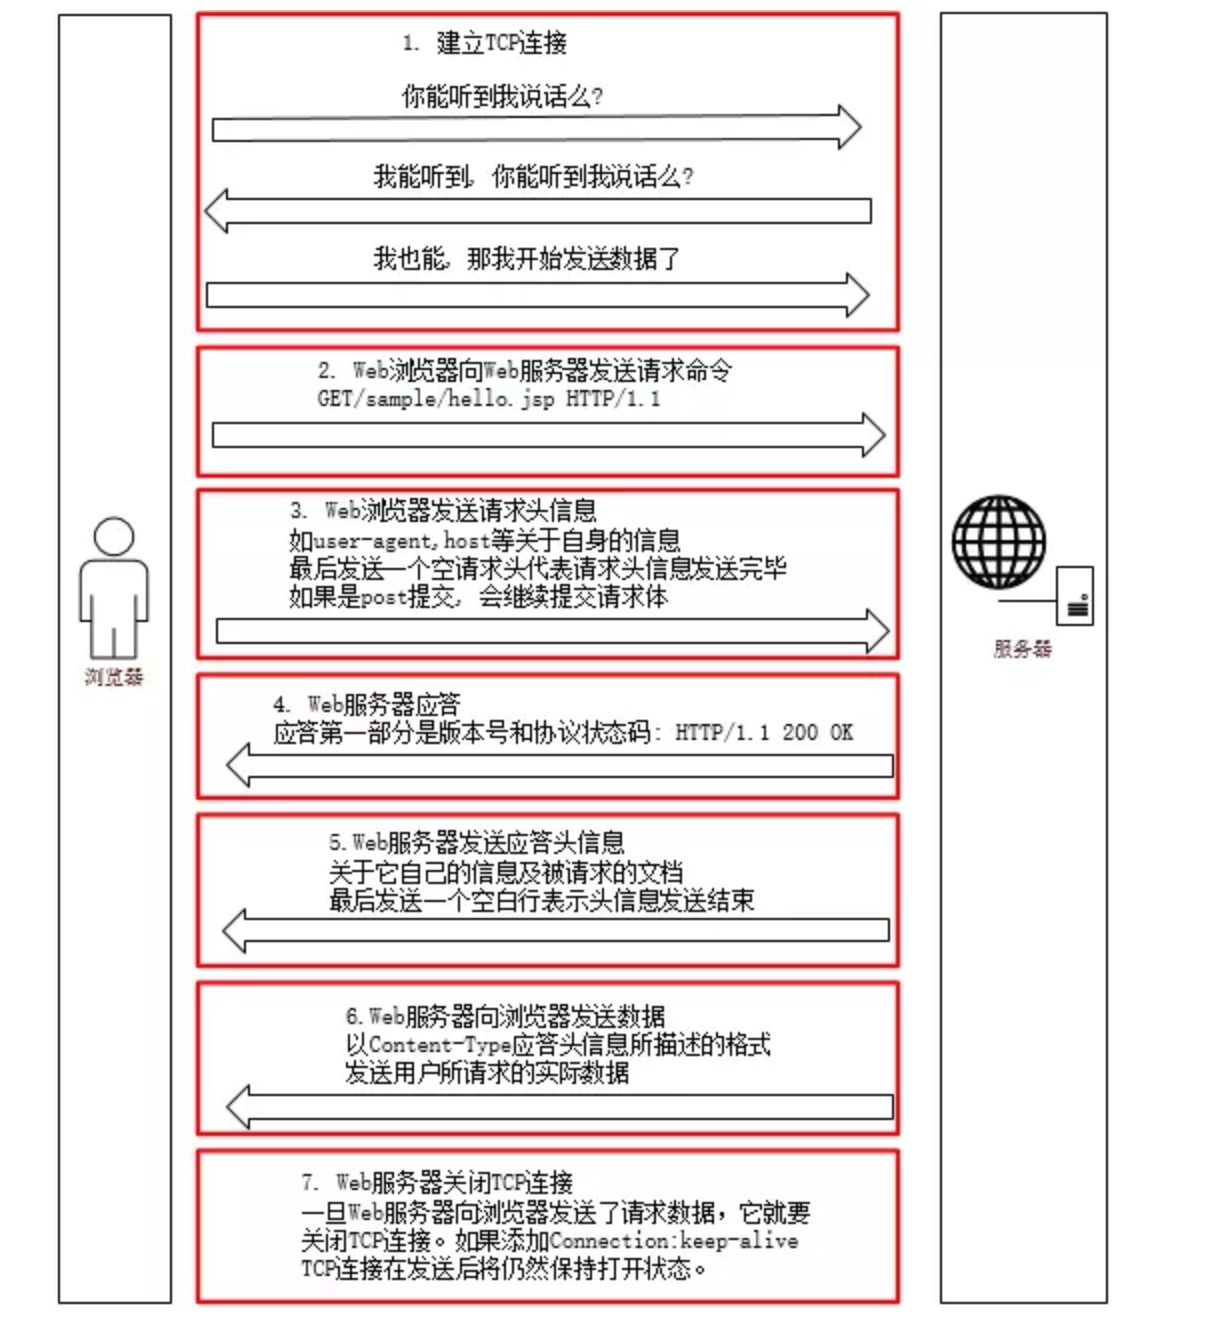 1. 建立TCP连接
你能听到我说话么?
我能听到, 你能听到我说话么?
我也能, 那我开始发送数据了
2. Web浏览器向Web服务器发送请求命令
GET/sample/hello.jsp HTTP/1.1
3. Web浏览器发送请求头信息
如user-agent,host等关于自身的信息
最后发送一个空请求头代表请求头信息发送完毕
如果是post提交, 会继续提交请求体
浏览器
服务器
4. Web服务器应答
应答第一部分是版本号和协议状态码: HTTP/1.1 200 OK
5.Web服务器发送应答头信息
关于它自己的信息及被请求的文档
最后发送一个空白行表示头信息发送结束
6.Web服务器向浏览器发送数据
以Content-Type应答头信息所描述的格式
发送用户所请求的实际数据
7. Web服务器关闭TCP连接
一旦Web服务器向浏览器发送了请求数据，它就要
关闭TCP连接。如果添加Connection:keep-alive
TCP连接在发送后将仍然保持打开状态。